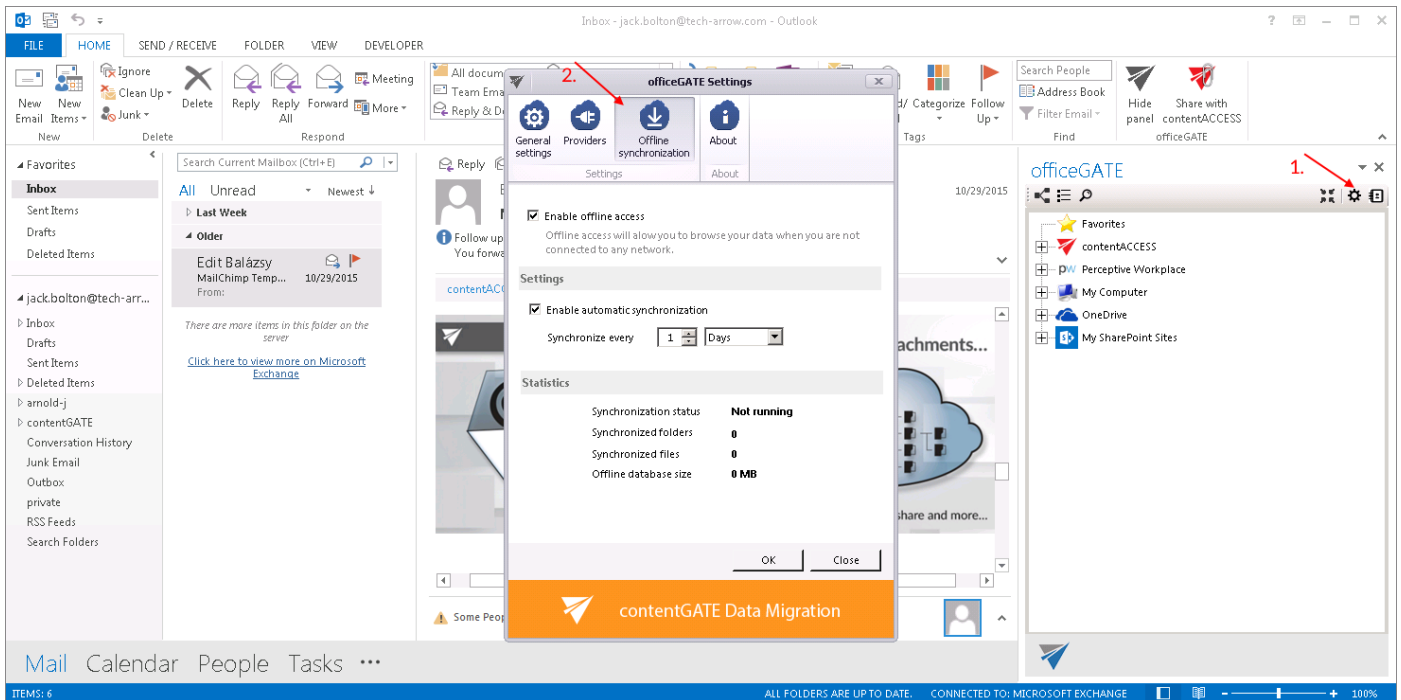 Inbox - jack.bolton@tech-arrow.com - Outlook
FILE HOME SEND / RECEIVE FOLDER VIEW DEVELOPER
New Email
New Items
Ignore
Clean Up
Junk
Delete
Reply
Reply All
Forward
Meeting
More
All docum
Team Ema
Reply & D
Categorize
Follow Up
Search People
Address Book
Filter Email
Hide panel
Share with contentACCESS
New
Delete
Respond
Tags
Find
officeGATE
Favorites
Inbox
Sent Items
Drafts
Deleted Items
jack.bolton@tech-arr...
Inbox
Drafts
Sent Items
Deleted Items
arnold-j
contentGATE
Conversation History
Junk Email
Outbox
private
RSS Feeds
Search Folders
Search Current Mailbox (Ctrl+E)
All Unread Newest ↓
Last Week
Older
Edit Balázsy
MailChimp Temp... 10/29/2015
From:
There are more items in this folder on the
server
Click here to view more on Microsoft
Exchange
Reply
10/29/2015
Follow up
You forwa
contentACC
achments...
share and more...
Some Peop
2.
officeGATE Settings
General settings
Providers
Offline synchronization
About
Settings
About
Enable offline access
Offline access will allow you to browse your data when you are not
connected to any network.
Settings
Enable automatic synchronization
Synchronize every 1 Days
Statistics
Synchronization status Not running
Synchronized folders 0
Synchronized files 0
Offline database size 0 MB
OK Close
contentGATE Data Migration
officeGATE
1.
Favorites
contentACCESS
pw Perceptive Workplace
My Computer
OneDrive
My SharePoint Sites
Mail Calendar People Tasks ...
ITEMS: 6
ALL FOLDERS ARE UP TO DATE. CONNECTED TO: MICROSOFT EXCHANGE 100%